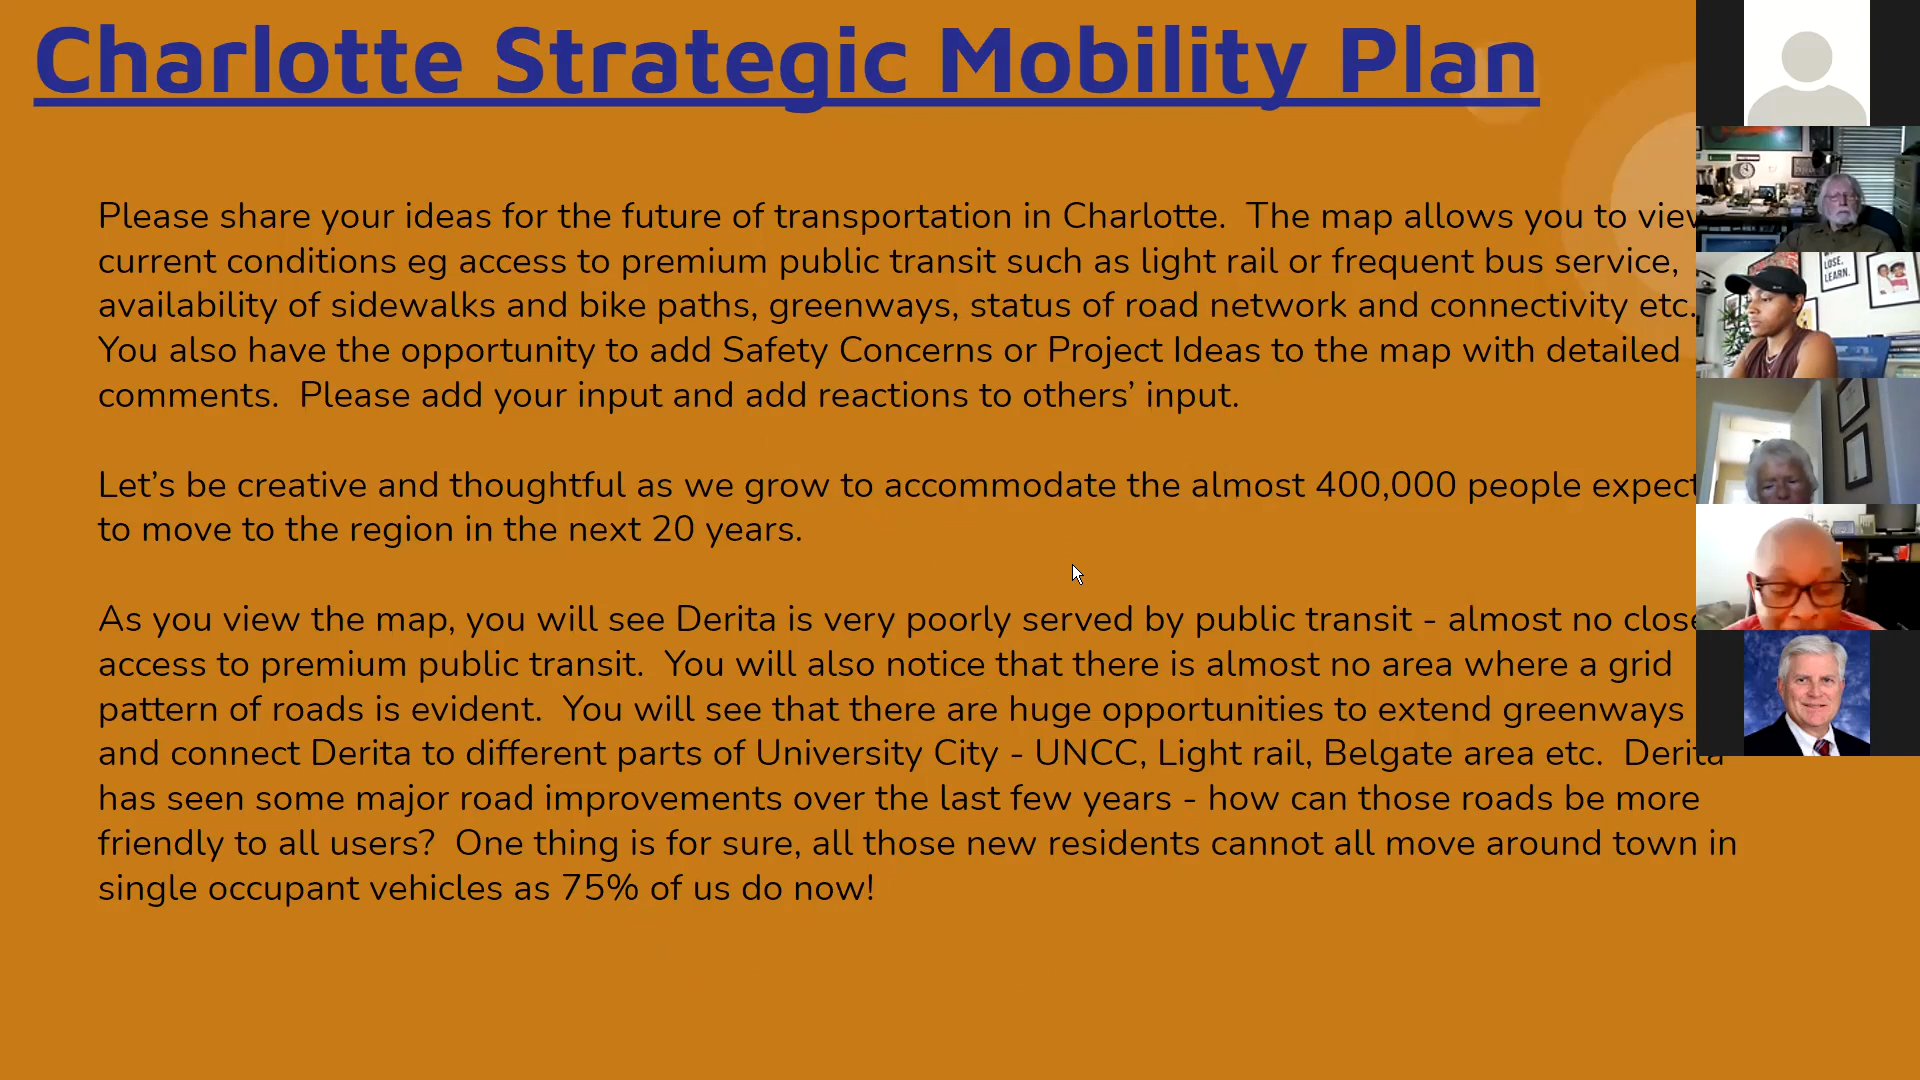 Charlotte Strategic Mobility Plan
Please share your ideas for the future of transportation in Charlotte. The map allows you to view
current conditions eg access to premium public transit such as light rail or frequent bus service,
availability of sidewalks and bike paths, greenways, status of road network and connectivity etc.
You also have the opportunity to add Safety Concerns or Project Ideas to the map with detailed
comments. Please add your input and add reactions to others’ input.
Let’s be creative and thoughtful as we grow to accommodate the almost 400,000 people expect
to move to the region in the next 20 years.
As you view the map, you will see Derita is very poorly served by public transit - almost no close
access to premium public transit. You will also notice that there is almost no area where a grid
pattern of roads is evident. You will see that there are huge opportunities to extend greenways
and connect Derita to different parts of University City - UNCC, Light rail, Belgate area etc. Derita
has seen some major road improvements over the last few years - how can those roads be more
friendly to all users? One thing is for sure, all those new residents cannot all move around town in
single occupant vehicles as 75% of us do now!
LOSE,
LEARN.